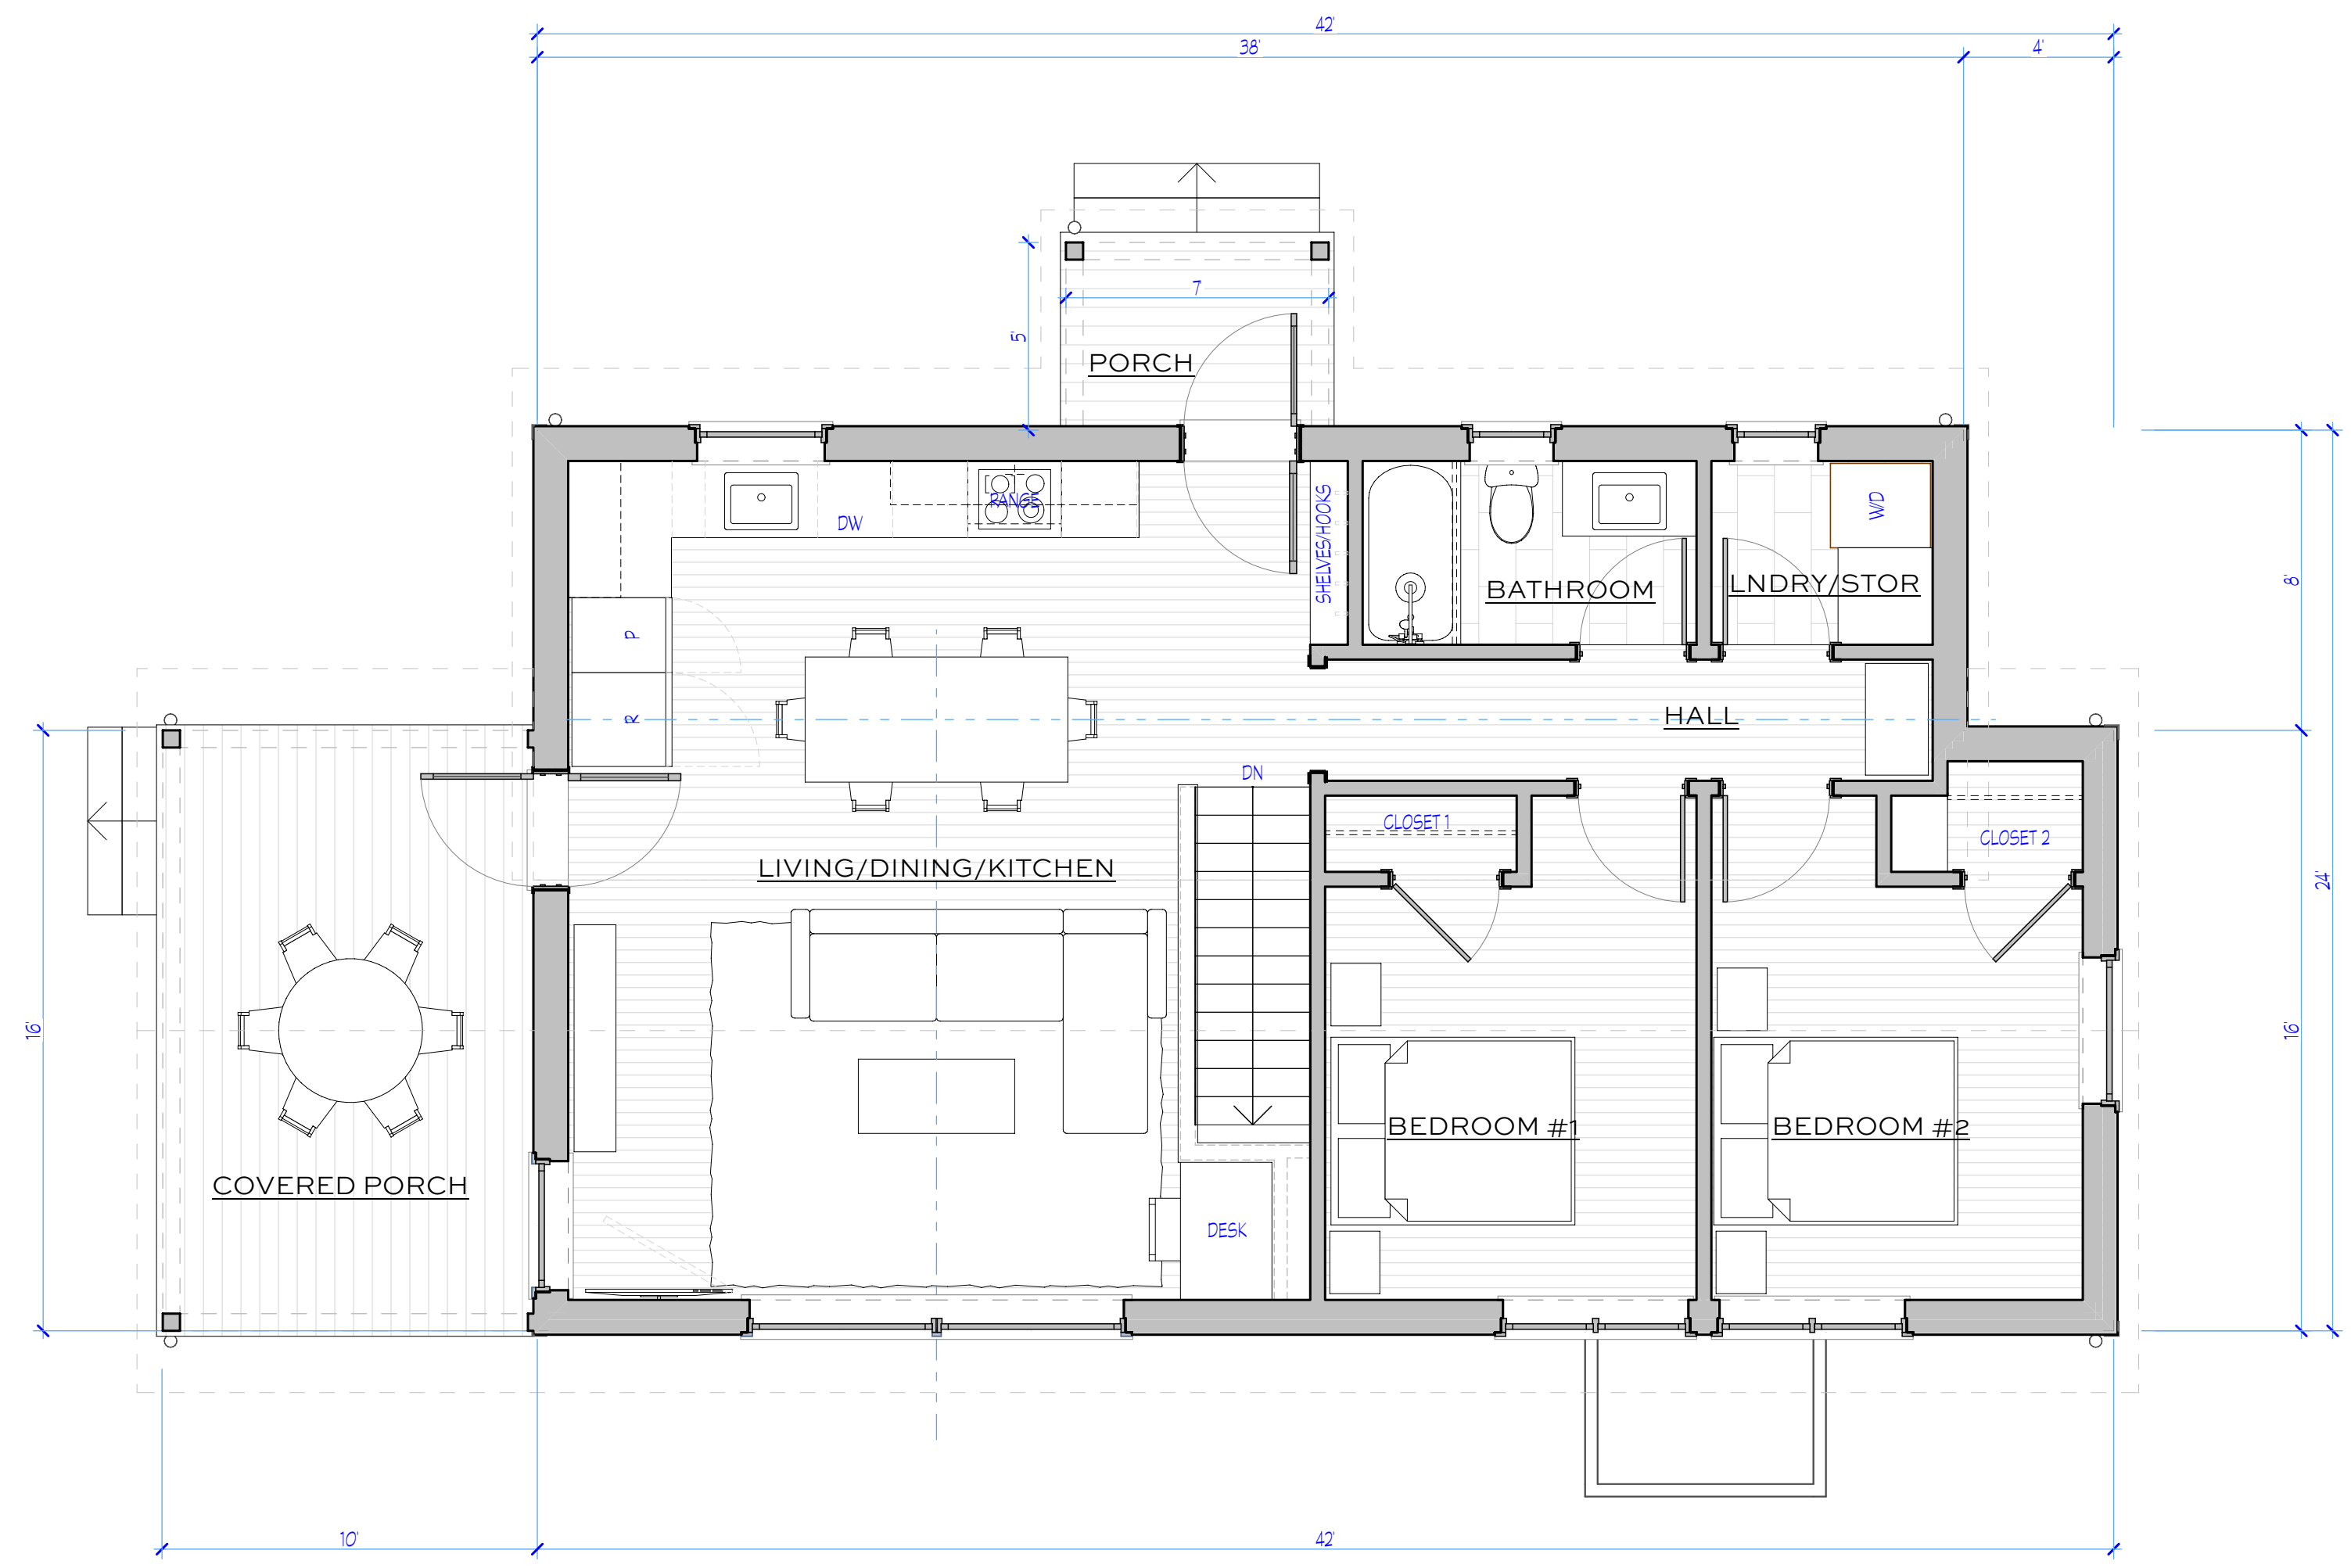 42'
38'
4'
7'
5'
PORCH
RANGE
DW
SHELVES/HOOKS
W/D
BATHROOM
LNDRY/STOR
8'
P
R
HALL
DN
CLOSET 1
CLOSET 2
LIVING/DINING/KITCHEN
24'
16'
16'
BEDROOM #1
BEDROOM #2
COVERED PORCH
DESK
10'
42'